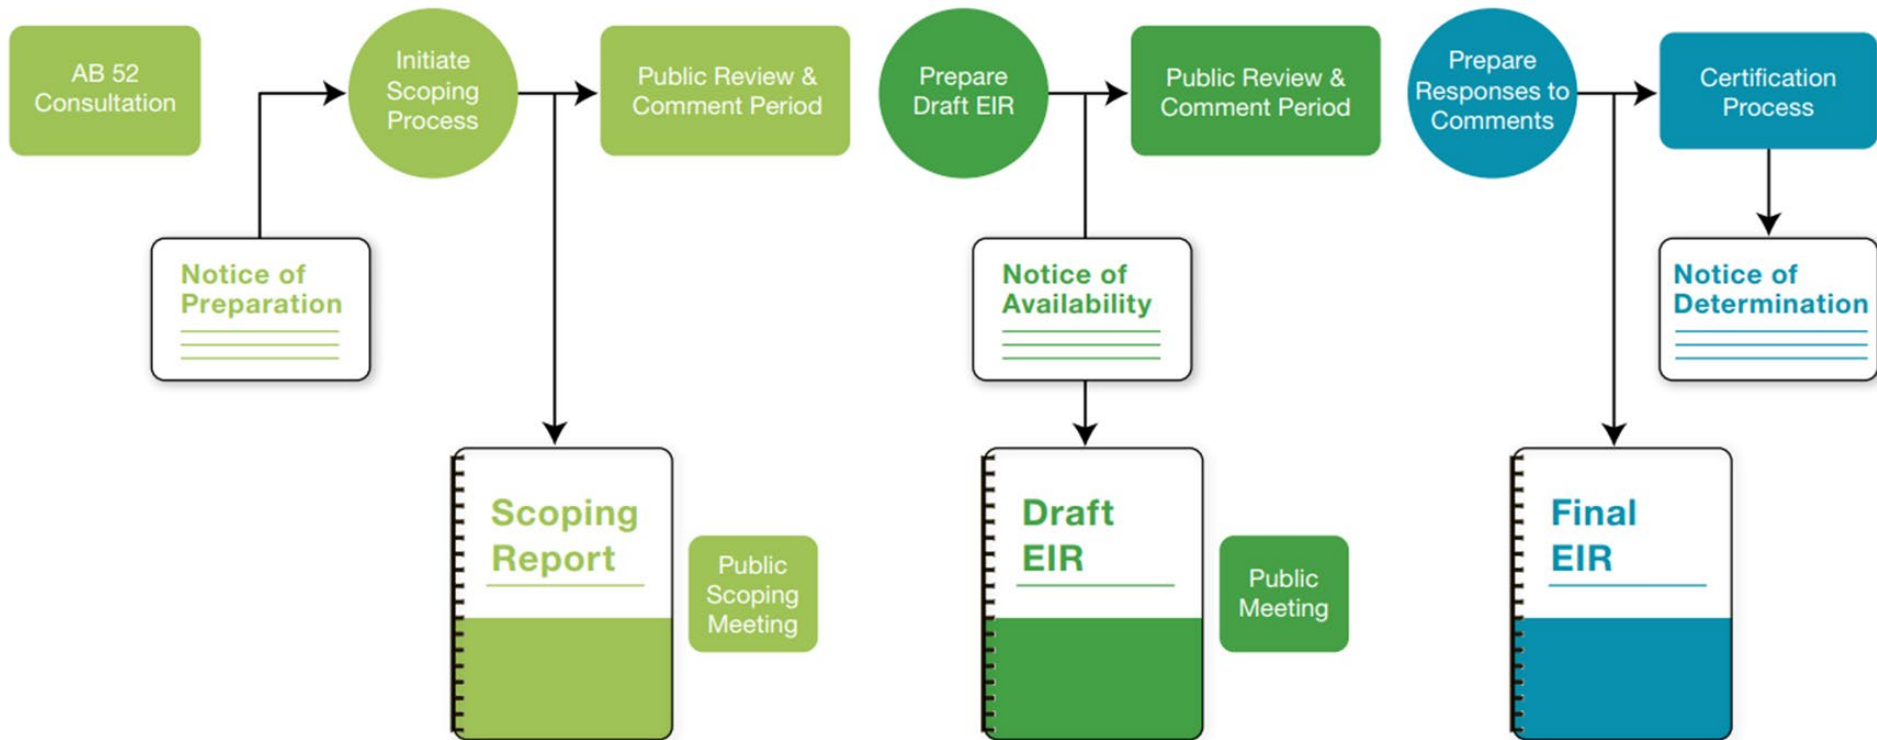 AB 52
Consultation
Initiate
Scoping
Process
Public Review &
Comment Period
Prepare
Draft EIR
Public Review &
Comment Period
Prepare
Responses to
Comments
Certification
Process
Notice of
Preparation
Notice of
Availability
Notice of
Determination
Scoping
Report
Public
Scoping
Meeting
Draft
EIR
Public
Meeting
Final
EIR